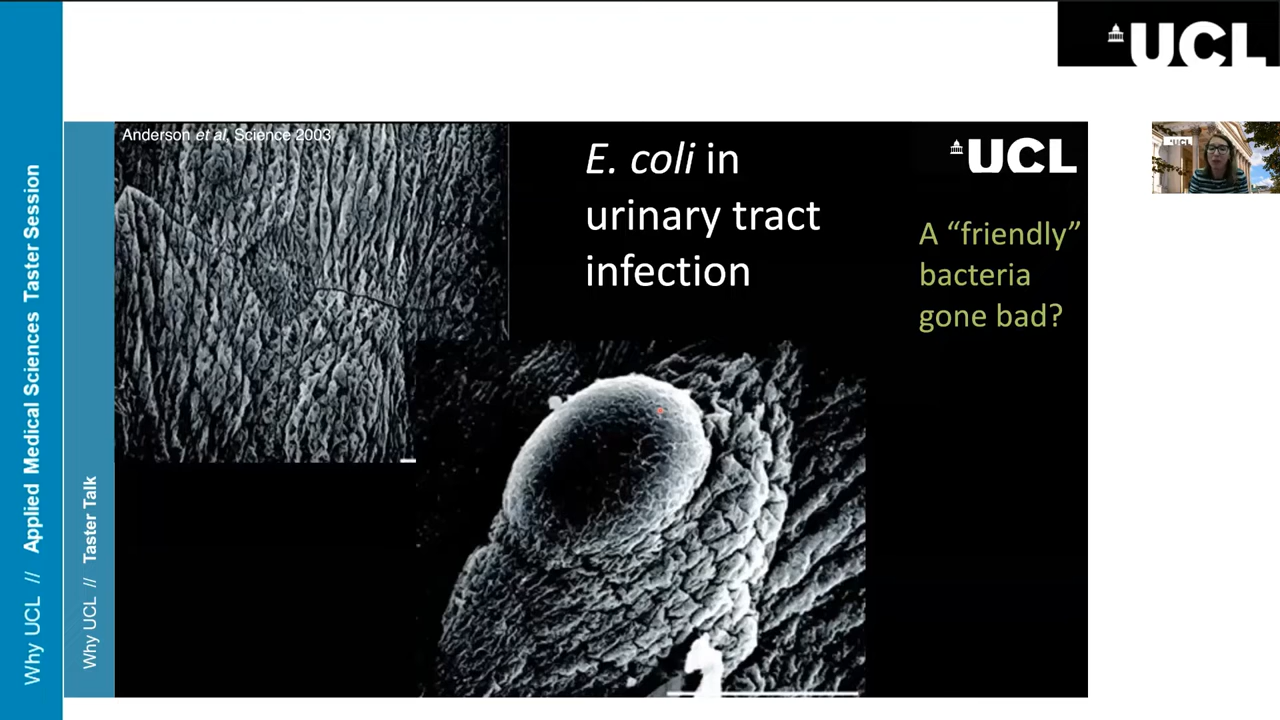 UCL
Why UCL // Applied Medical Sciences Taster Session
Why UCL // Taster Talk
Anderson et al, Science 2003
E. coli in
urinary tract
infection
UCL
A “friendly”
bacteria
gone bad?
UCL